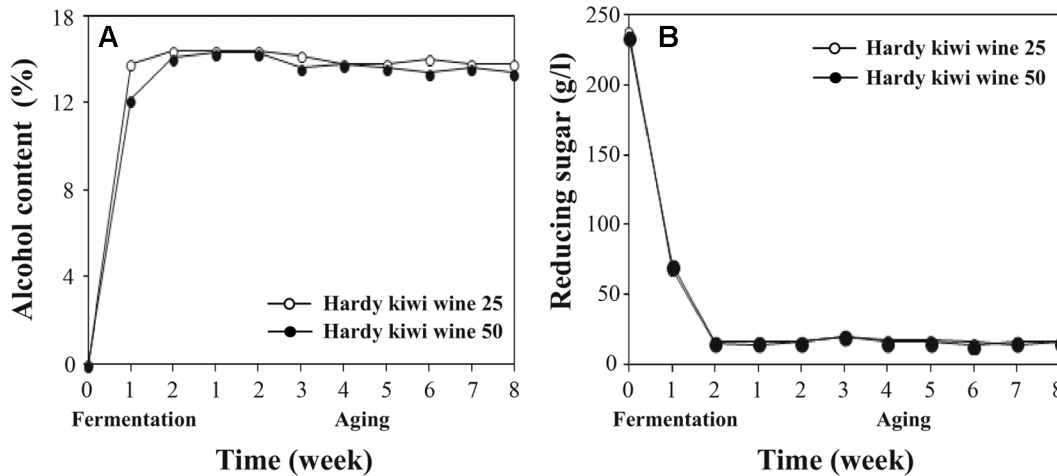 A
Alcohol content (%)
18
12
8
4
0
Hardy kiwi wine 25
Hardy kiwi wine 50
0 1 2 1 2 3 4 5 6 7 8
Fermentation Aging
Time (week)
B
Reducing sugar (g/l)
250
200
150
100
50
0
Hardy kiwi wine 25
Hardy kiwi wine 50
0 1 2 1 2 3 4 5 6 7 8
Fermentation Aging
Time (week)